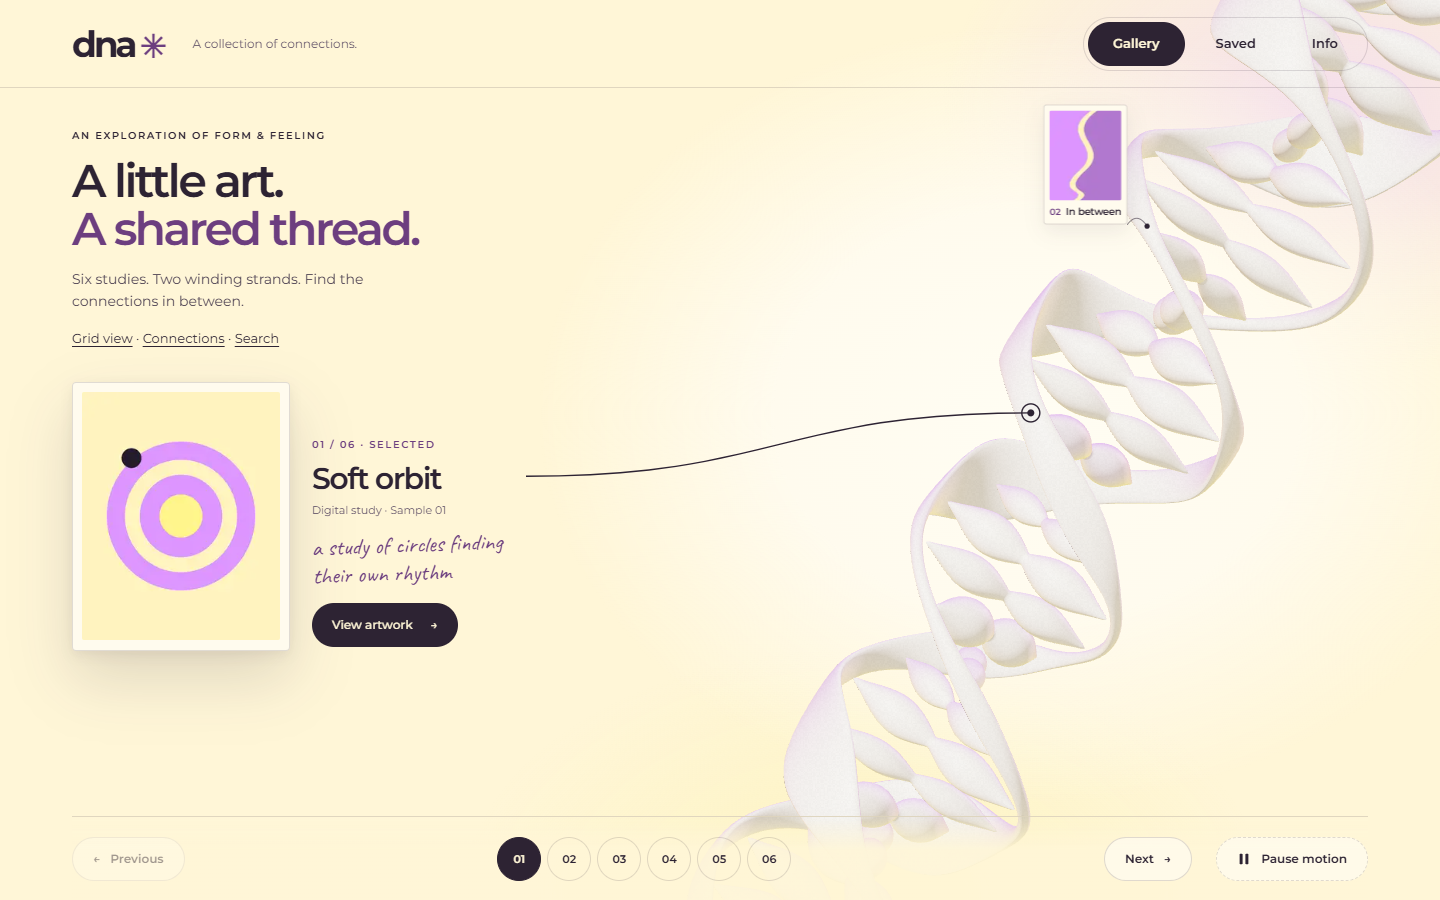 dna
A collection of connections.
Gallery
Saved
Info
AN EXPLORATION OF FORM & FEELING
A little art.
A shared thread.
Six studies. Two winding strands. Find the
connections in between.
Grid view · Connections · Search
02 In between
01 / 06 · SELECTED
Soft orbit
Digital study · Sample 01
a study of circles finding
their own rhythm
View artwork →
← Previous
01
02
03
04
05
06
Next →
Pause motion